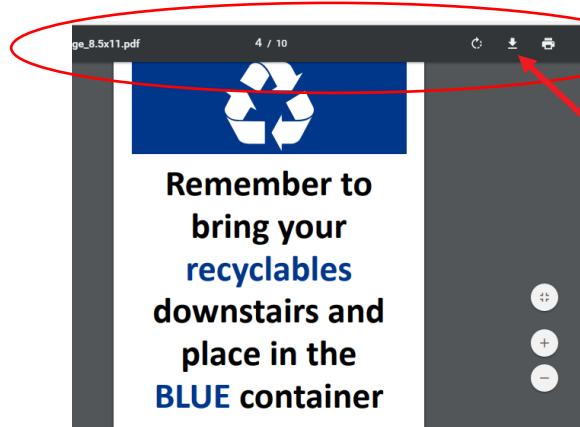 ge_8.5x11.pdf 4 / 10
Remember to
bring your
recyclables
downstairs and
place in the
BLUE container